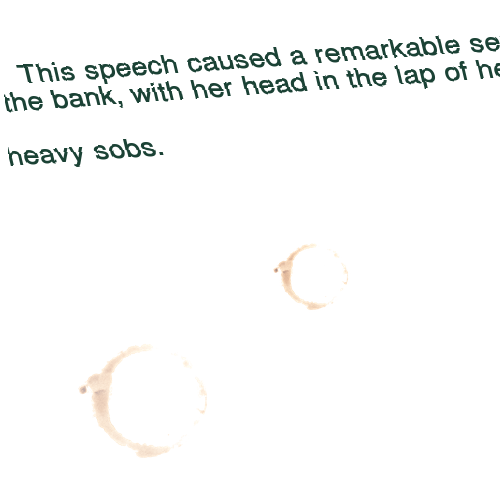 This speech caused a remarkable se
the bank, with her head in the lap of he
heavy sobs.